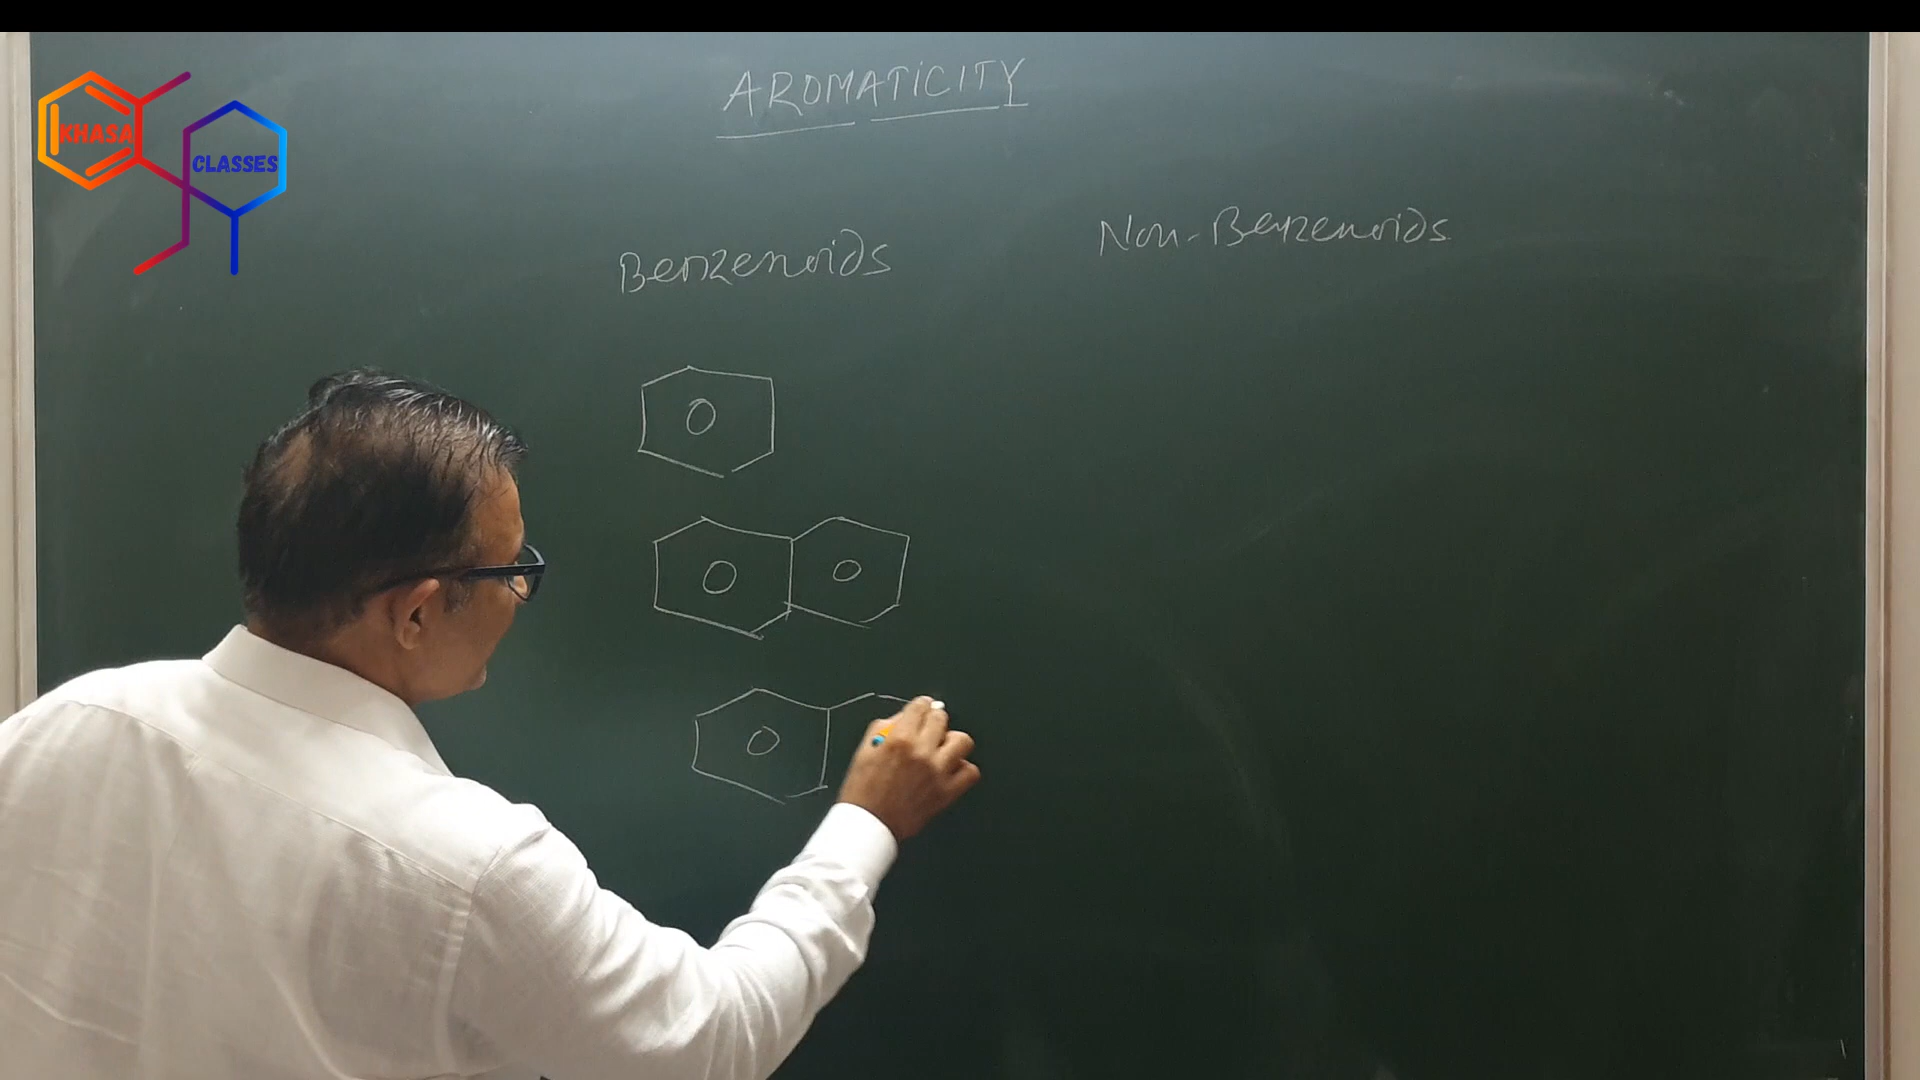 AROMATICITY
KHASA
CLASSES
Benzenoids
Non-Benzenoids